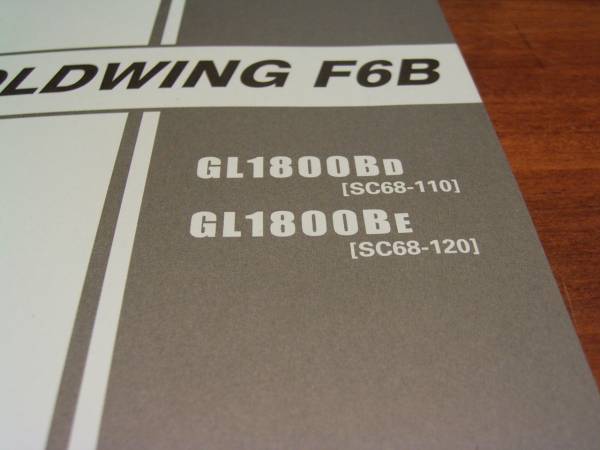 OLDWING F6B
GL1800BD
[SC68-110]
GL1800BE
[SC68-120]